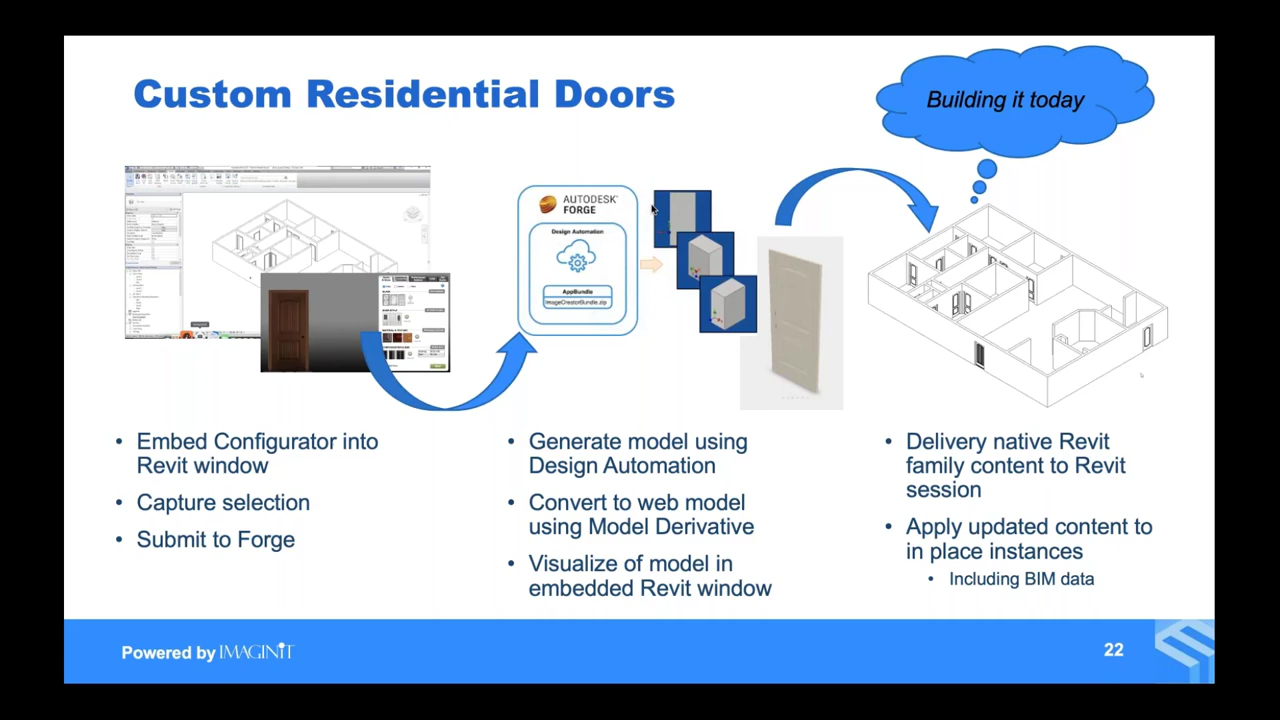 Custom Residential Doors
Building it today
AUTODESK
FORGE
Design Automation
AppBundle
ImageCreatorBundle.zip
• Embed Configurator into
Revit window
• Capture selection
• Submit to Forge
• Generate model using
Design Automation
• Convert to web model
using Model Derivative
• Visualize of model in
embedded Revit window
• Delivery native Revit
family content to Revit
session
• Apply updated content to
in place instances
• Including BIM data
Powered by IMAGINiT
22